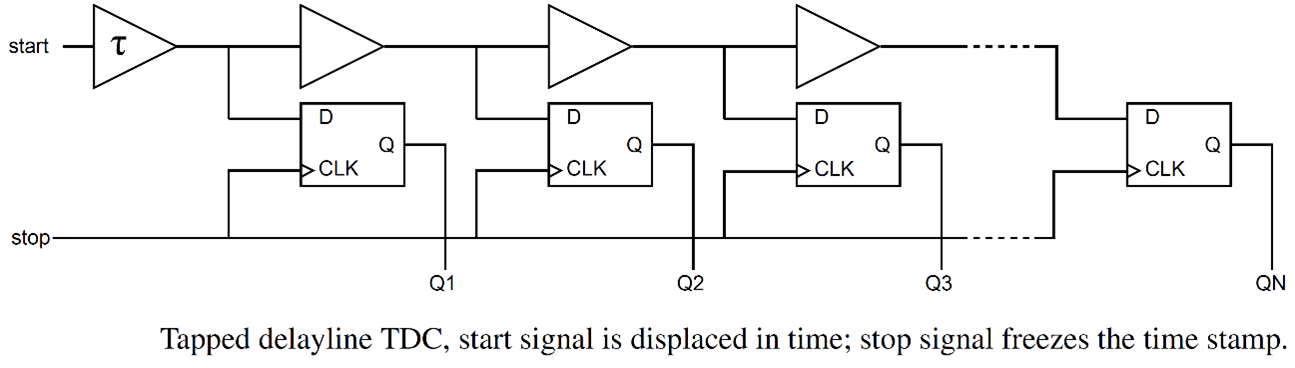 start
τ
D
Q
CLK
D
Q
CLK
D
Q
CLK
D
Q
CLK
stop
Q1
Q2
Q3
QN
Tapped delayline TDC, start signal is displaced in time; stop signal freezes the time stamp.